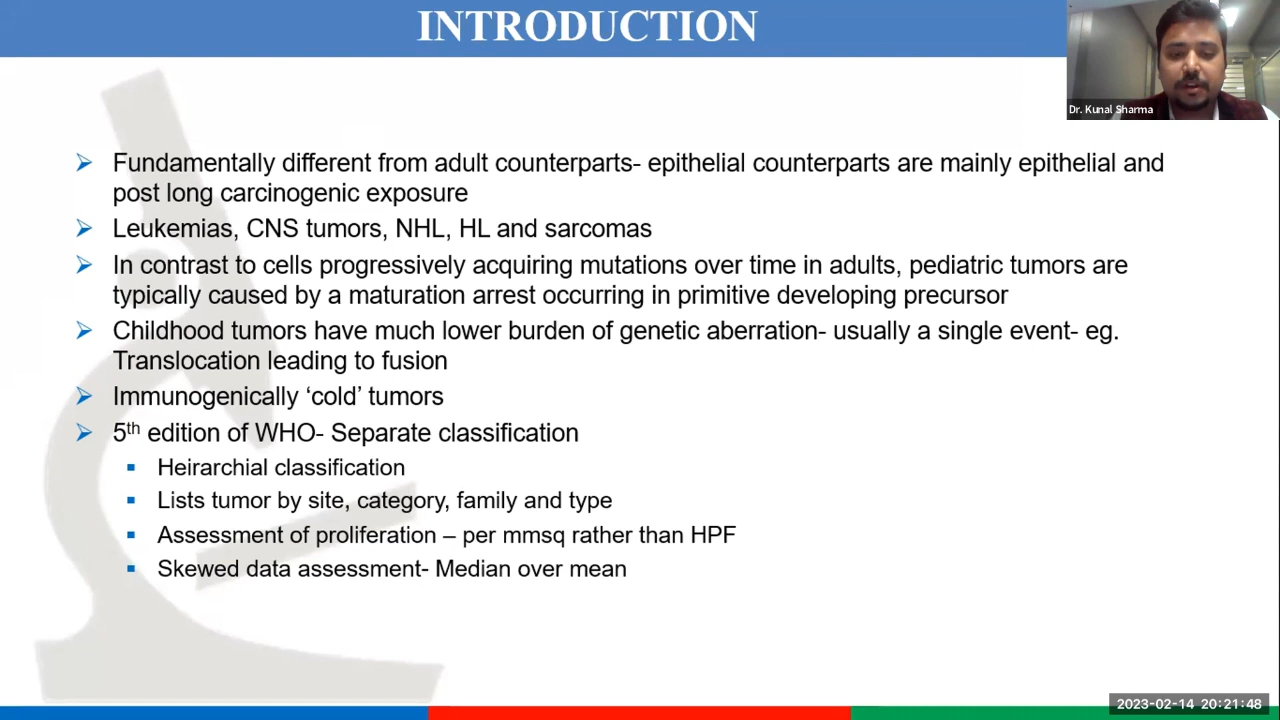 INTRODUCTION
Dr. Kunal Sharma
Fundamentally different from adult counterparts- epithelial counterparts are mainly epithelial and
post long carcinogenic exposure
Leukemias, CNS tumors, NHL, HL and sarcomas
In contrast to cells progressively acquiring mutations over time in adults, pediatric tumors are
typically caused by a maturation arrest occurring in primitive developing precursor
Childhood tumors have much lower burden of genetic aberration- usually a single event- eg.
Translocation leading to fusion
Immunogenically ‘cold’ tumors
5th edition of WHO- Separate classification
Heirarchial classification
Lists tumor by site, category, family and type
Assessment of proliferation – per mmsq rather than HPF
Skewed data assessment- Median over mean
2023-02-14 20:21:48